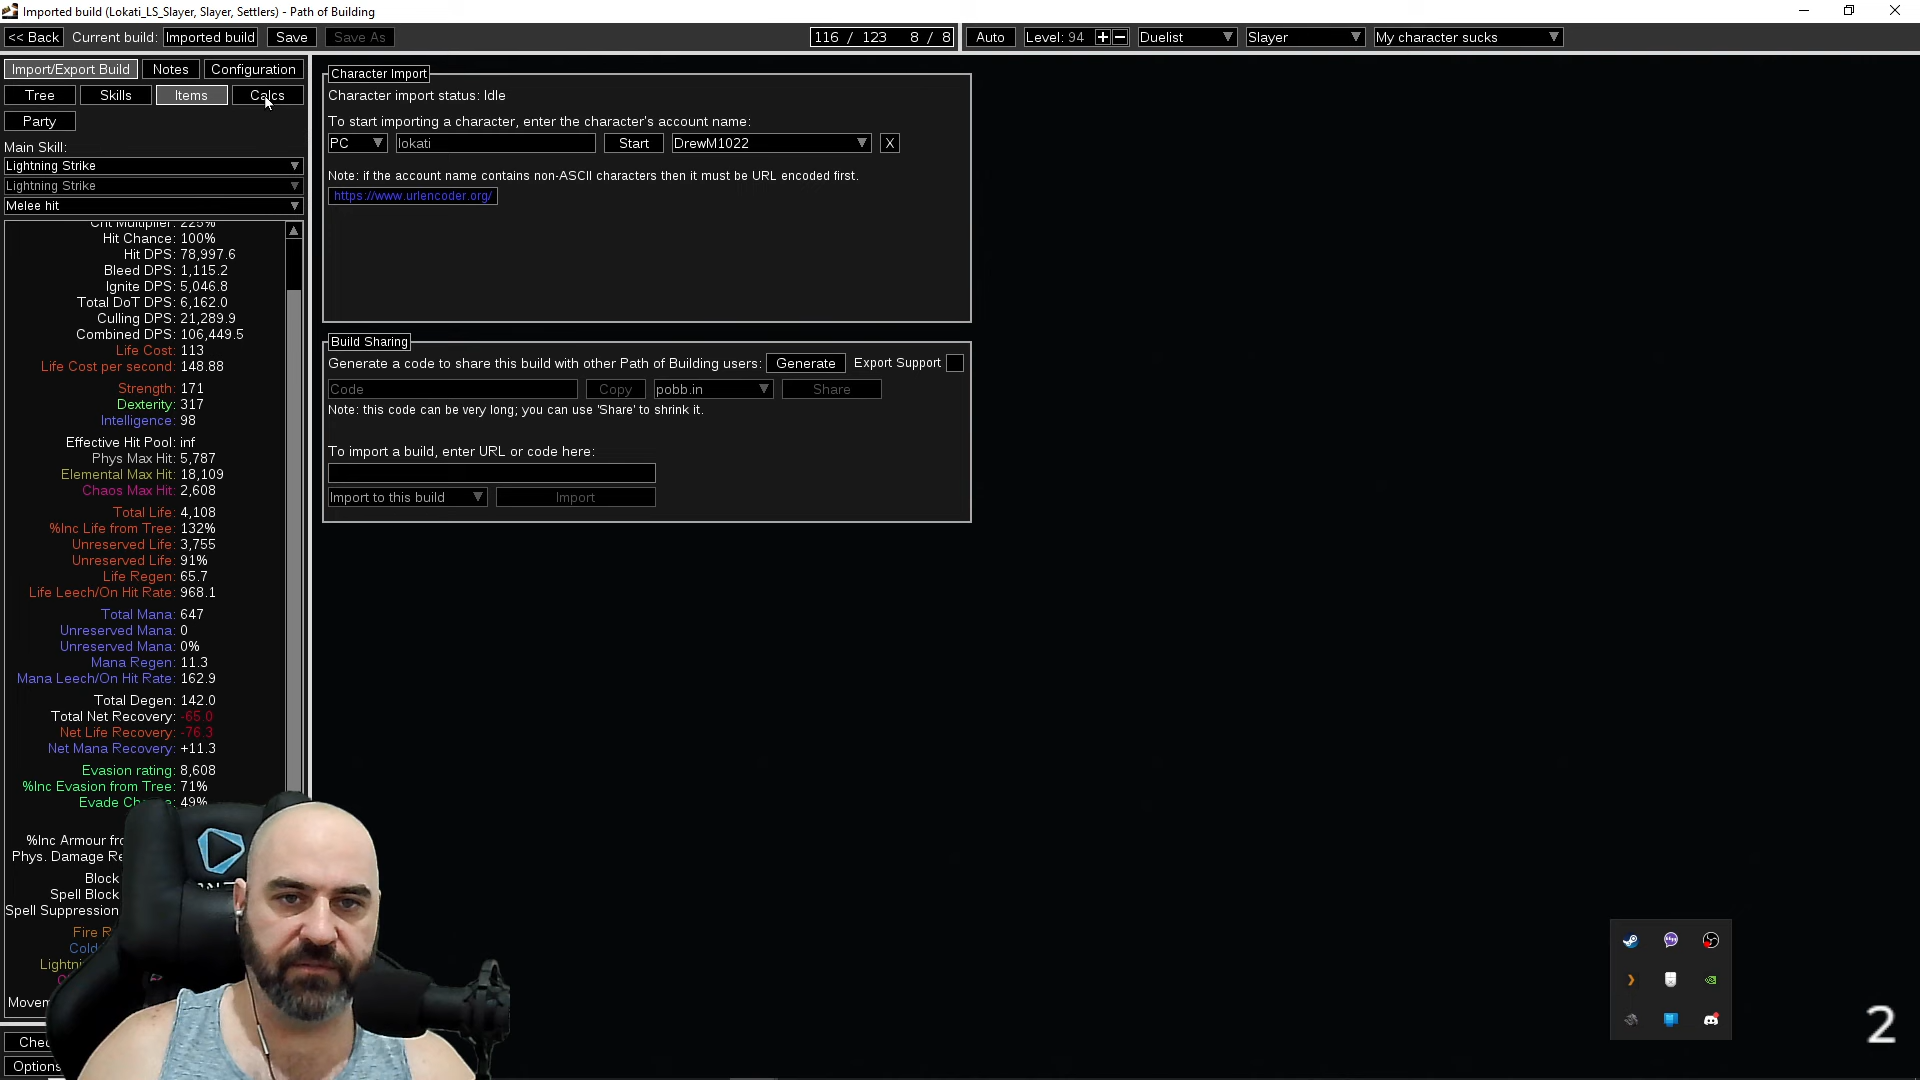 Imported build (Lokati_LS_Slayer, Slayer, Settlers) - Path of Building
<< Back
Current build:
Imported build
Save
Save As
116 / 123 8 / 8
Auto
Level: 94
+
−
Duelist
Slayer
My character sucks
Import/Export Build
Notes
Configuration
Tree
Skills
Items
Calcs
Party
Main Skill:
Lightning Strike
Lightning Strike
Melee hit
Crit Multiplier: 225%
Hit Chance: 100%
Hit DPS: 78,997.6
Bleed DPS: 1,115.2
Ignite DPS: 5,046.8
Total DoT DPS: 6,162.0
Culling DPS: 21,289.9
Combined DPS: 106,449.5
Life Cost: 113
Life Cost per second: 148.88
Strength: 171
Dexterity: 317
Intelligence: 98
Effective Hit Pool: inf
Phys Max Hit: 5,787
Elemental Max Hit: 18,109
Chaos Max Hit: 2,608
Total Life: 4,108
%Inc Life from Tree: 132%
Unreserved Life: 3,755
Unreserved Life: 91%
Life Regen: 65.7
Life Leech/On Hit Rate: 968.1
Total Mana: 647
Unreserved Mana: 0
Unreserved Mana: 0%
Mana Regen: 11.3
Mana Leech/On Hit Rate: 162.9
Total Degen: 142.0
Total Net Recovery: -65.0
Net Life Recovery: -76.3
Net Mana Recovery: +11.3
Evasion rating: 8,608
%Inc Evasion from Tree: 71%
Evade Ch : 49%
%Inc Armour fro
Phys. Damage Re
Block
Spell Block
Spell Suppression
Fire R
Cold
Lightni
Movem
Chec
Options
Character Import
Character import status: Idle
To start importing a character, enter the character's account name:
PC
lokati
Start
DrewM1022
X
Note: if the account name contains non-ASCII characters then it must be URL encoded first.
https://www.urlencoder.org/
Build Sharing
Generate a code to share this build with other Path of Building users:
Generate
Export Support
Code
Copy
pobb.in
Share
Note: this code can be very long; you can use 'Share' to shrink it.
To import a build, enter URL or code here:
Import to this build
Import
2